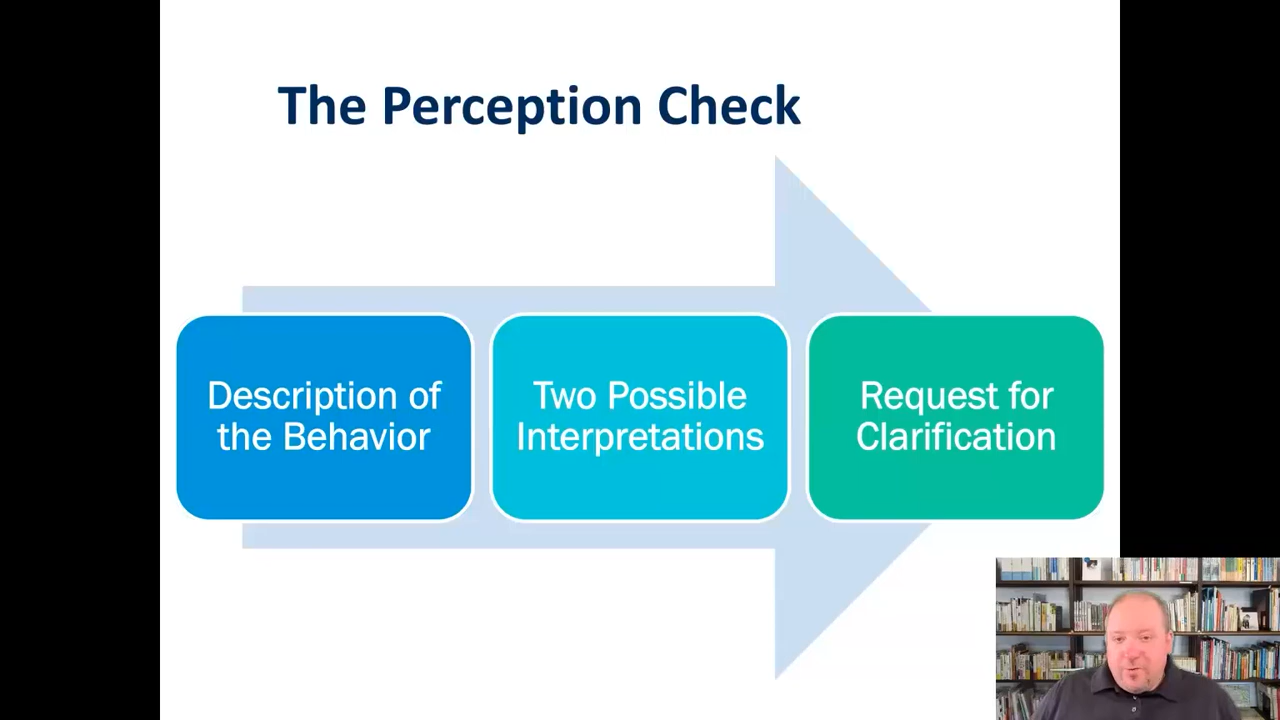 The Perception Check
Description of
the Behavior
Two Possible
Interpretations
Request for
Clarification